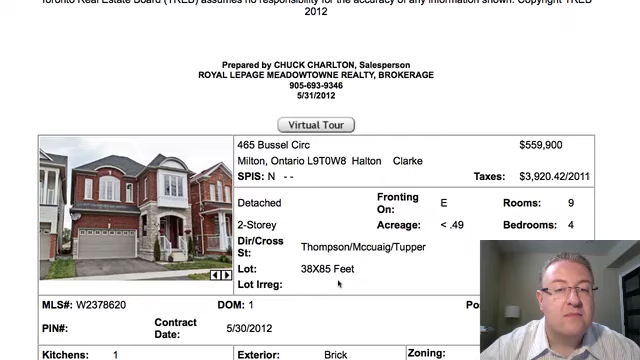 Toronto Real Estate Board (TREB) assumes no responsibility for the accuracy of any information shown. Copyright TREB
2012
Prepared by CHUCK CHARLTON, Salesperson
ROYAL LEPAGE MEADOWTOWNE REALTY, BROKERAGE
905-693-9346
5/31/2012
Virtual Tour
465 Bussel Circ $559,900
Milton, Ontario L9T0W8 Halton Clarke
SPIS: N - - Taxes: $3,920.42/2011
Detached Fronting On: E Rooms: 9
2-Storey Acreage: < .49 Bedrooms: 4
Dir/Cross St: Thompson/Mccuaig/Tupper
Lot: 38X85 Feet
Lot Irreg:
MLS#: W2378620 DOM: 1
PIN#: Contract Date: 5/30/2012
Kitchens: 1 Exterior: Brick Zoning: